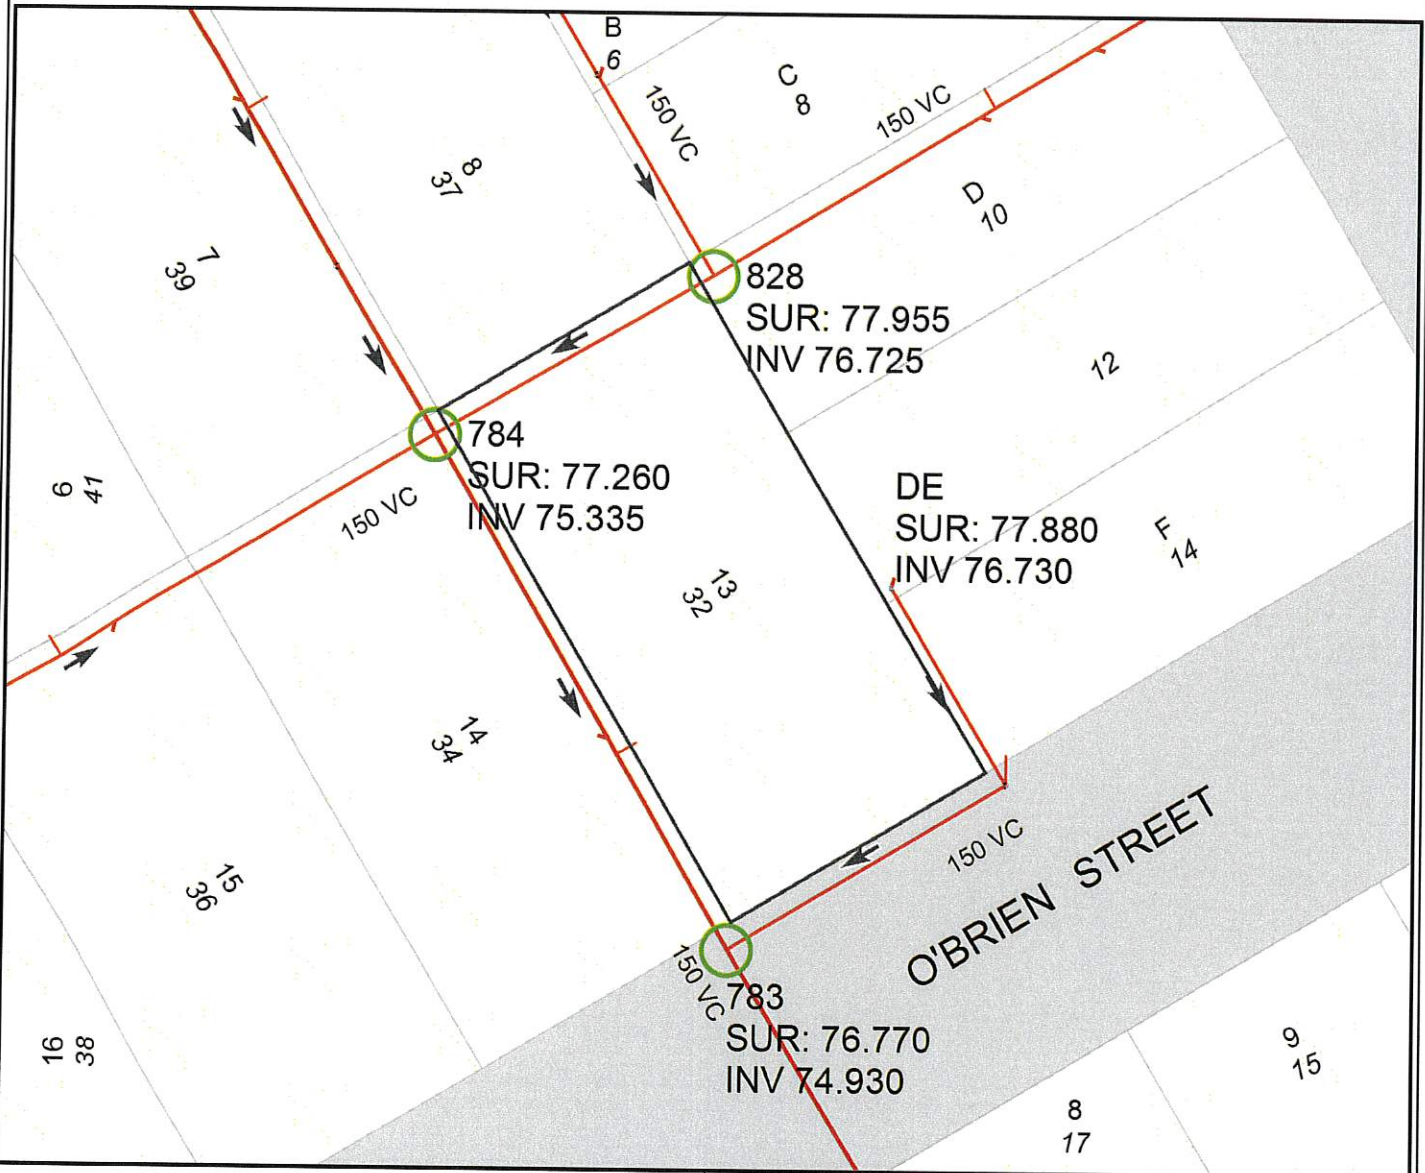 B
6
C
8
150 VC
150 VC
8
37
D
10
7
39
828
SUR: 77.955
INV 76.725
12
784
SUR: 77.260
INV 75.335
6
41
150 VC
DE
SUR: 77.880
INV 76.730
F
14
13
32
14
34
150 VC
O'BRIEN STREET
15
36
150 VC
783
SUR: 76.770
INV 74.930
16
38
9
15
8
17